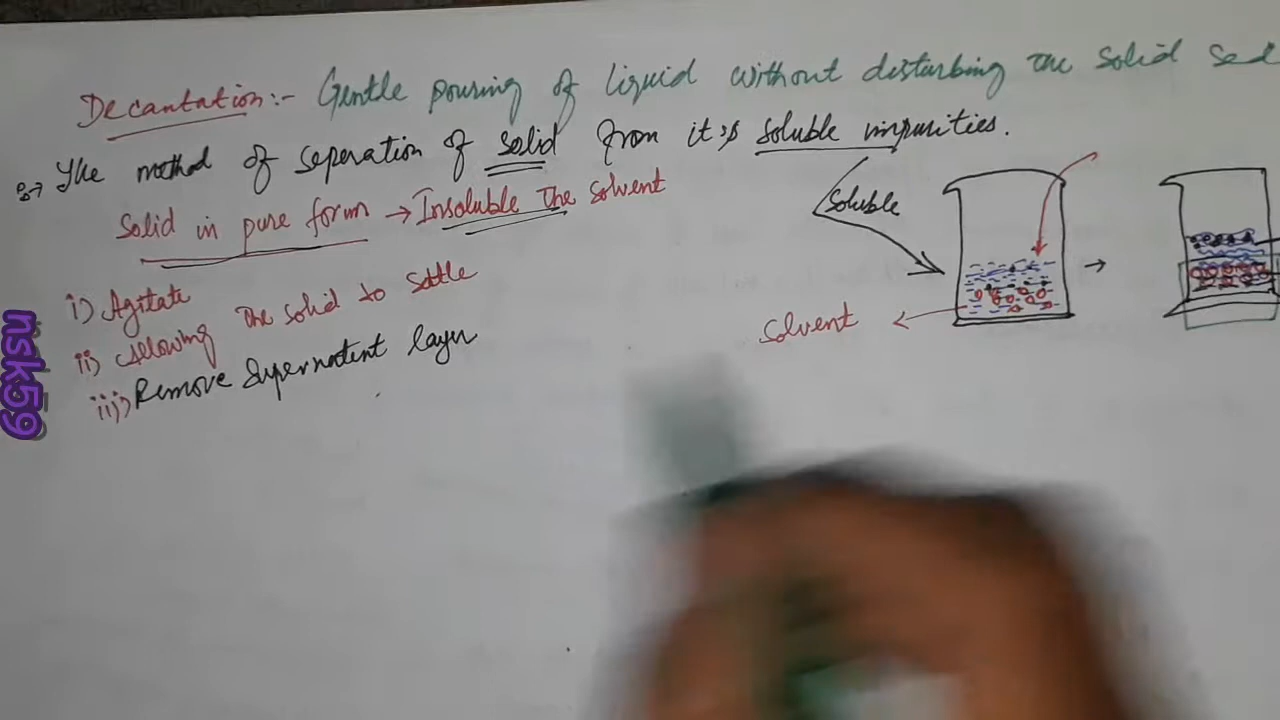 Decantation:- Gentle pouring of liquid without disturbing the solid sed
The method of seperation of solid from it's soluble impurities.
Solid in pure form → Insoluble the solvent
Soluble
i) Agitate
ii) Allowing the solid to settle
iii) Remove supernatent layer
solvent
nsk59